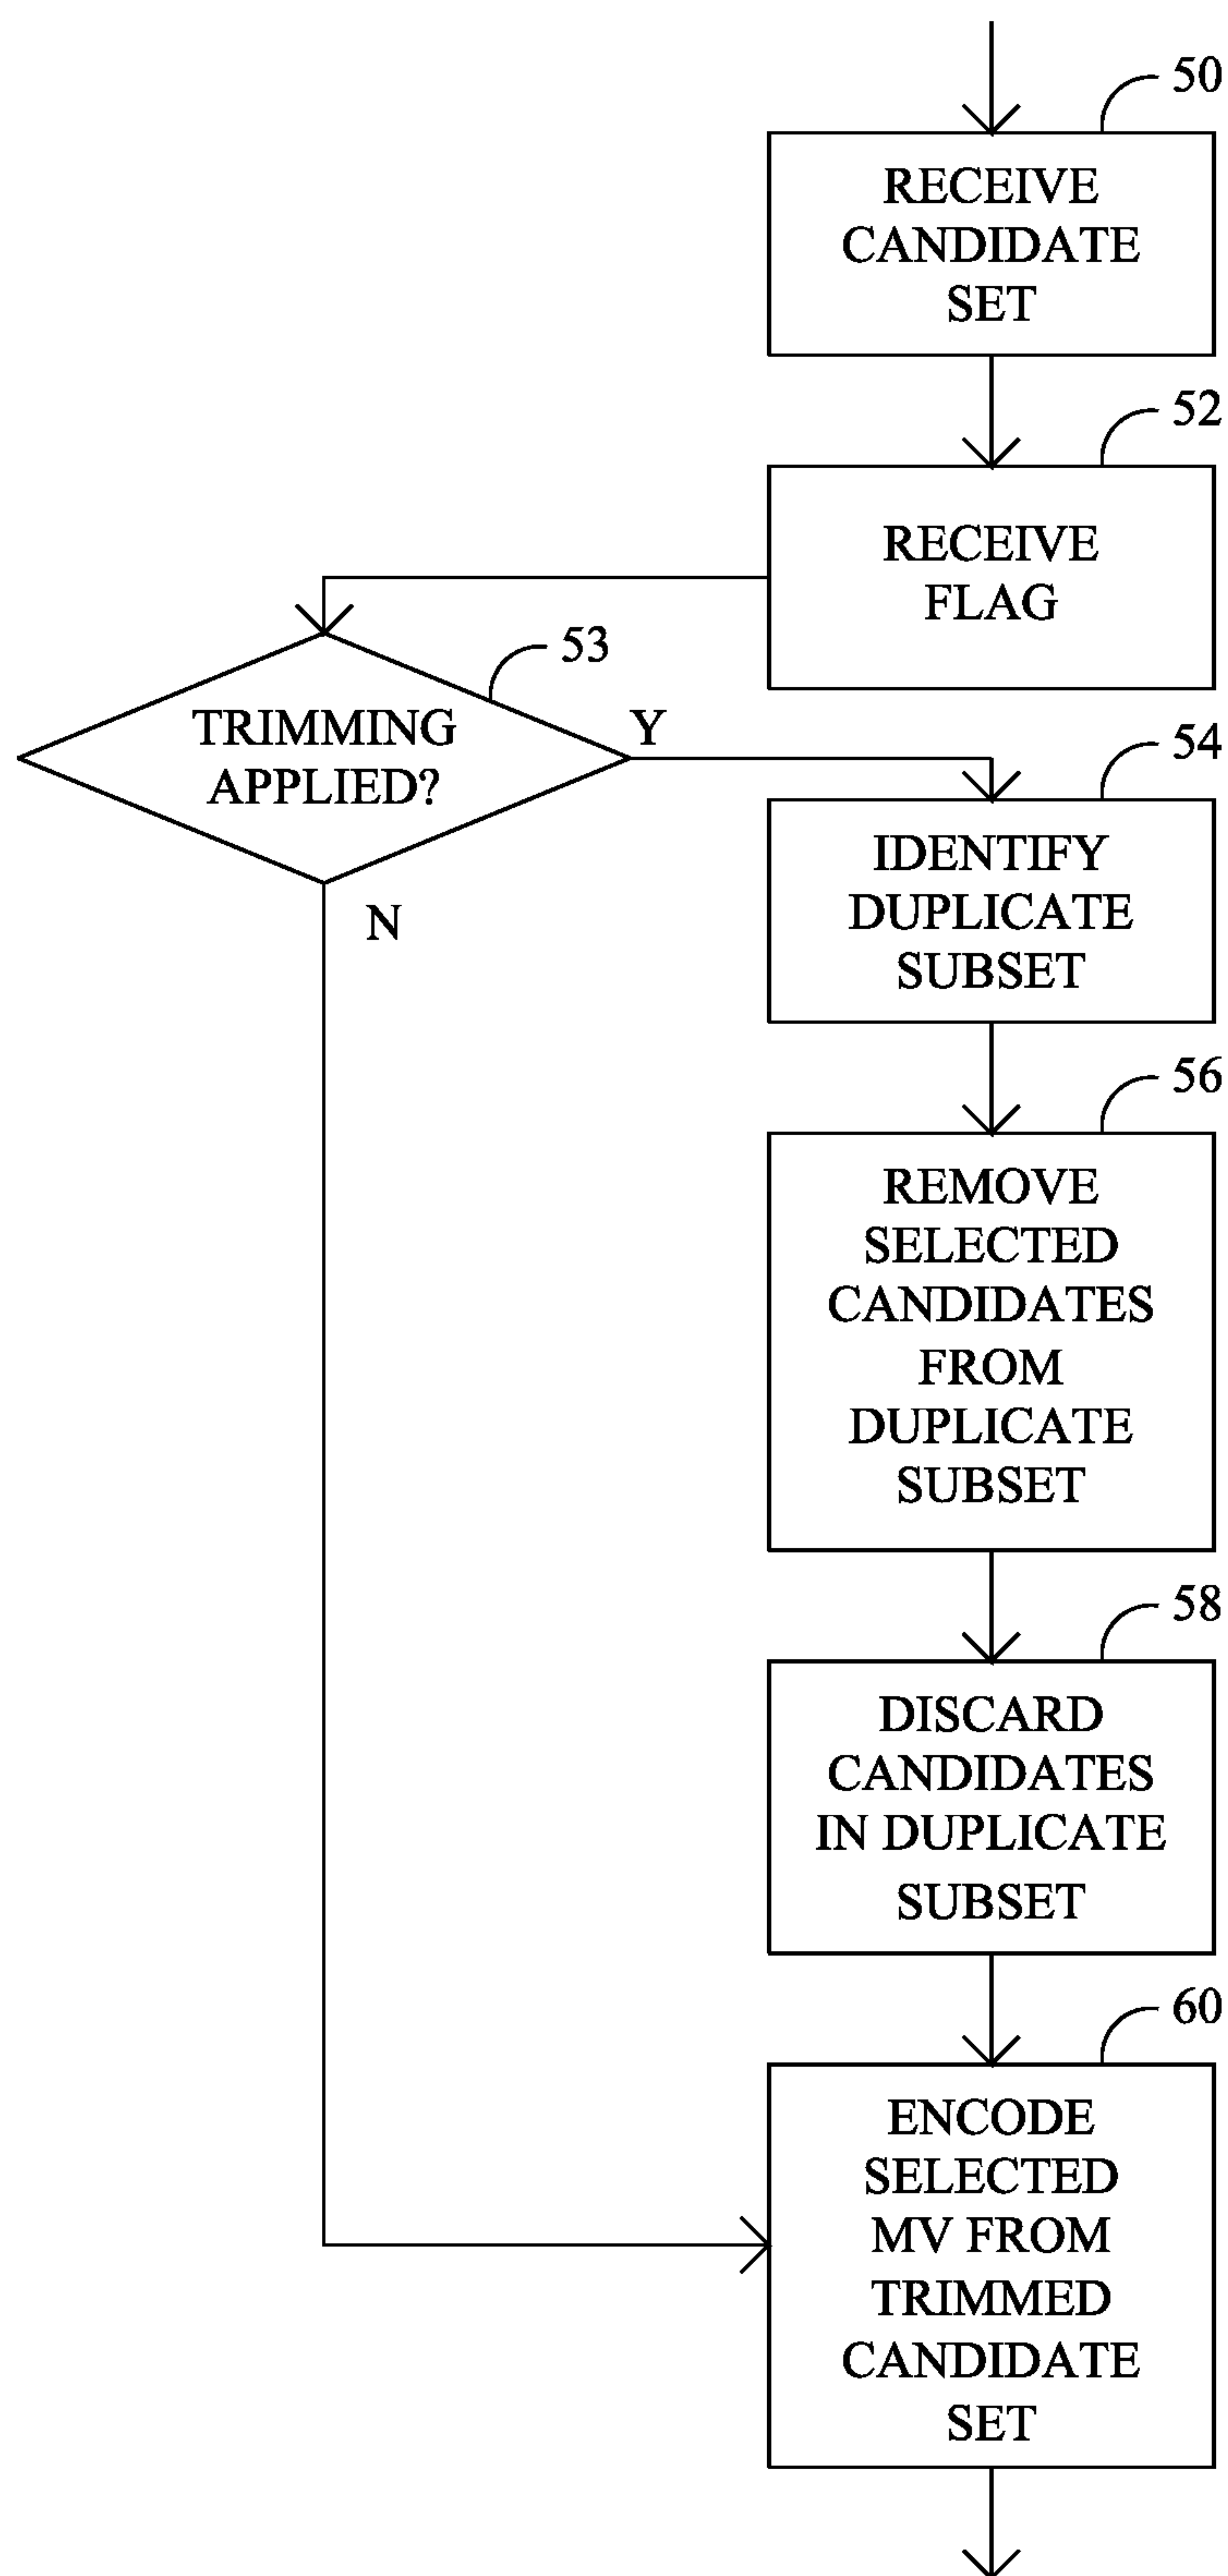 50
RECEIVE
CANDIDATE
SET
52
RECEIVE
FLAG
53
TRIMMING
APPLIED?
Y
N
54
IDENTIFY
DUPLICATE
SUBSET
56
REMOVE
SELECTED
CANDIDATES
FROM
DUPLICATE
SUBSET
58
DISCARD
CANDIDATES
IN DUPLICATE
SUBSET
60
ENCODE
SELECTED
MV FROM
TRIMMED
CANDIDATE
SET